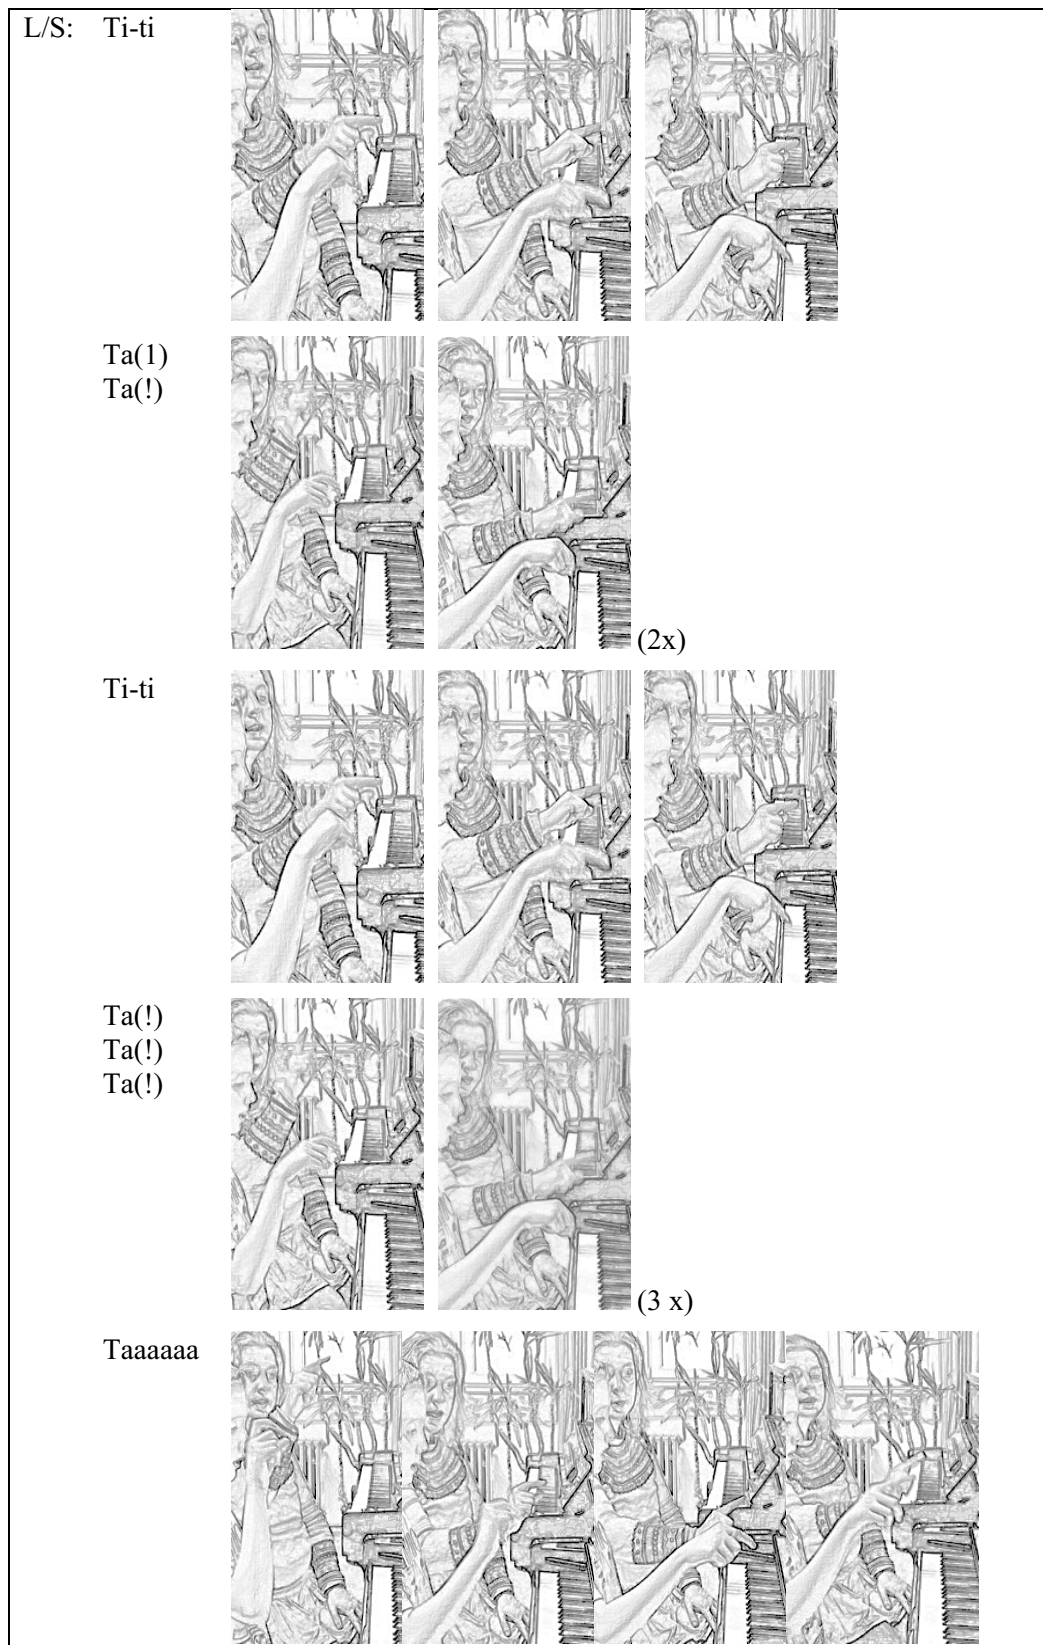 L/S: Ti-ti
Ta(1)
Ta(!)
(2x)
Ti-ti
Ta(!)
Ta(!)
Ta(!)
(3 x)
Taaaaaa